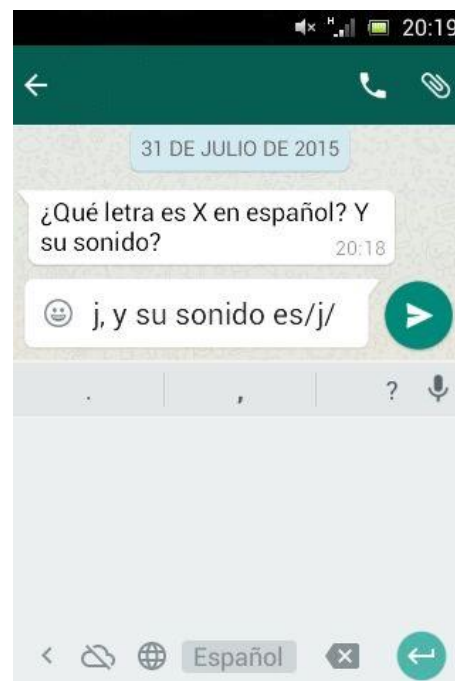 20:19
31 DE JULIO DE 2015
¿Qué letra es X en español? Y
su sonido?
20:18
j, y su sonido es/j/
. , ?
Español